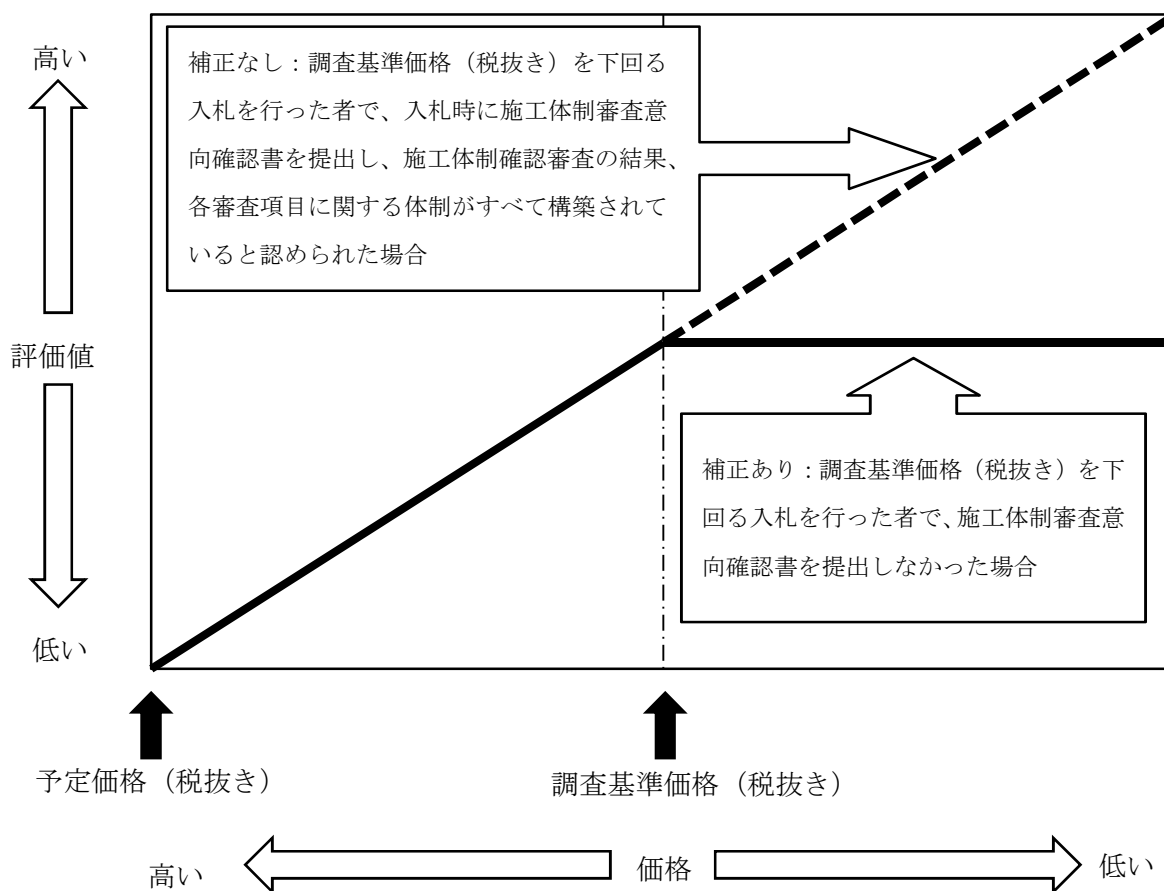 高い
補正なし：調査基準価格（税抜き）を下回る
入札を行った者で、入札時に施工体制審査意
向確認書を提出し、施工体制確認審査の結果、
各審査項目に関する体制がすべて構築されて
いると認められた場合
評価値
補正あり：調査基準価格（税抜き）を下
回る入札を行った者で、施工体制審査意
向確認書を提出しなかった場合
低い
予定価格（税抜き）
調査基準価格（税抜き）
高い
価格
低い